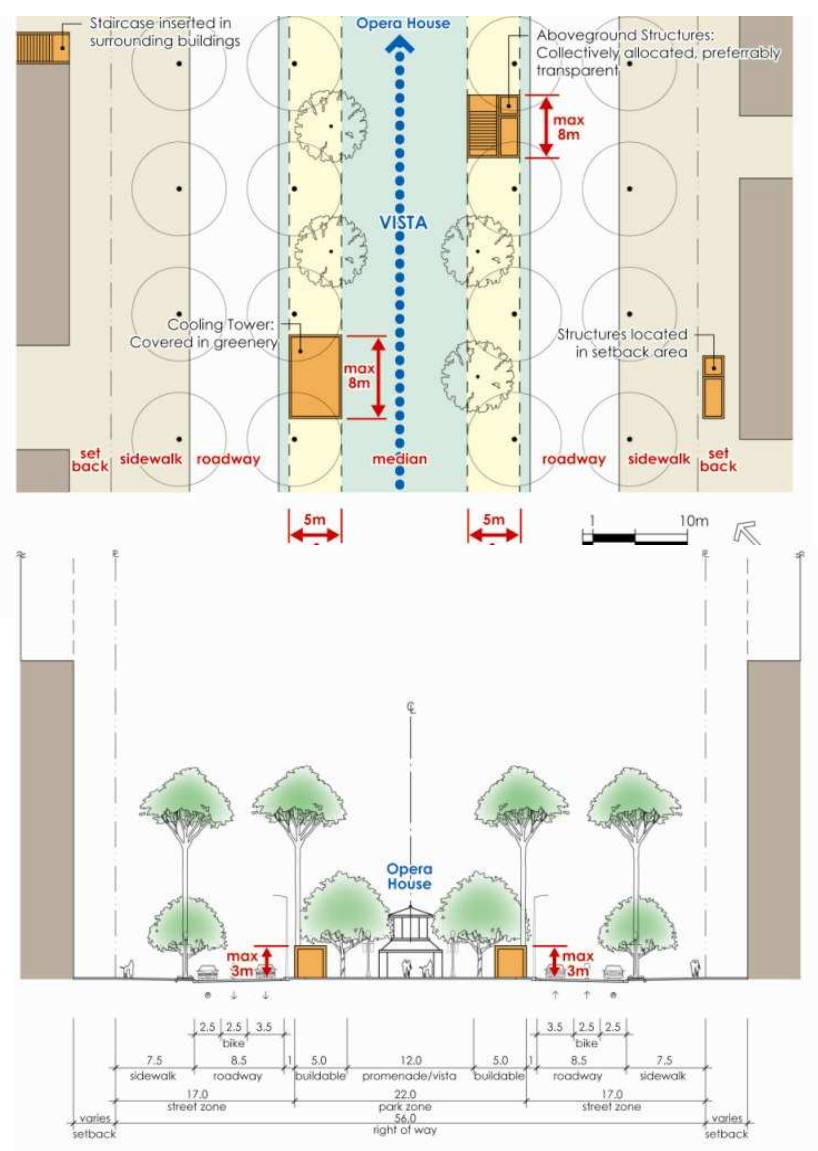 Staircase inserted in
surrounding buildings
Opera House
Aboveground Structures:
Collectively allocated, preferrably
transparent
max
8m
VISTA
Cooling Tower:
Covered in greenery
max
8m
Structures located
in setback area
set
back
sidewalk
roadway
median
roadway
sidewalk
set
back
5m
5m
1
10m
Opera
House
max
3m
max
3m
2.5
2.5
3.5
3.5
2.5
2.5
bike
bike
7.5
8.5
1
5.0
12.0
5.0
1
8.5
7.5
sidewalk
roadway
buildable
promenade/vista
buildable
roadway
sidewalk
17.0
22.0
17.0
street zone
park zone
street zone
varies
56.0
varies
setback
right of way
setback